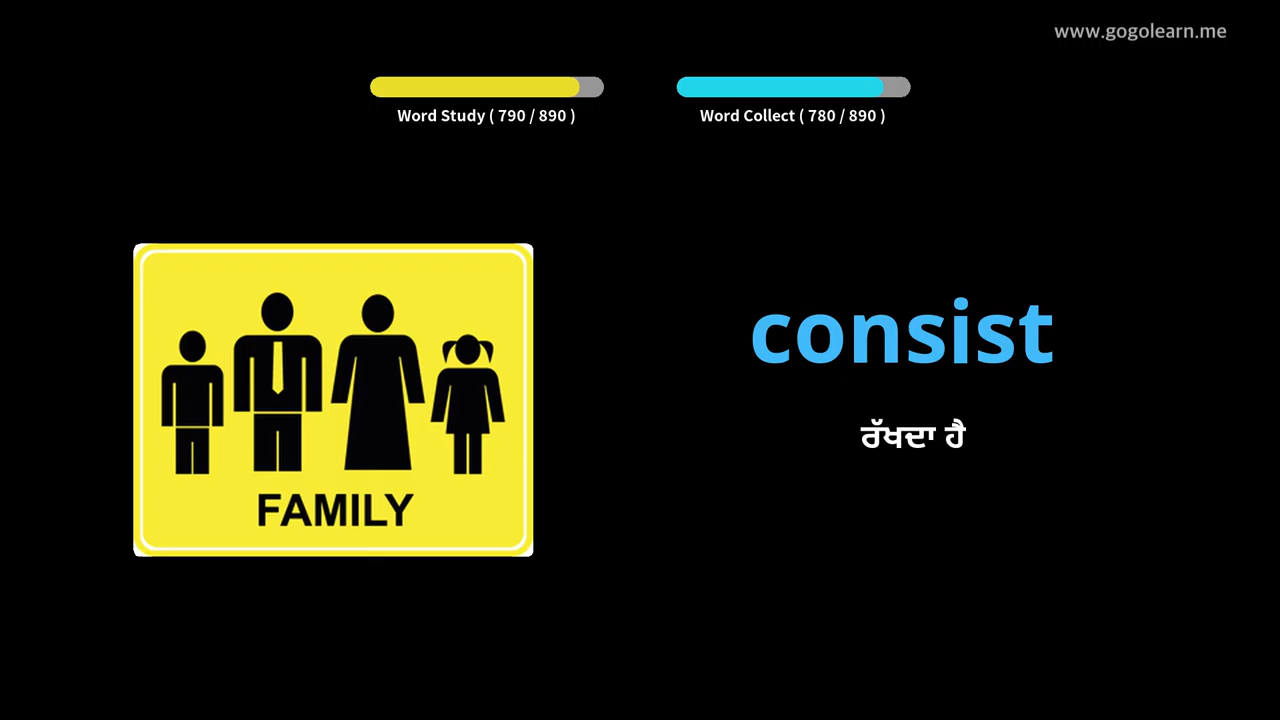 www.gogolearn.me
Word Study ( 790 / 890 )
Word Collect ( 780 / 890 )
consist
ਰੱਖਦਾ ਹੈ
FAMILY